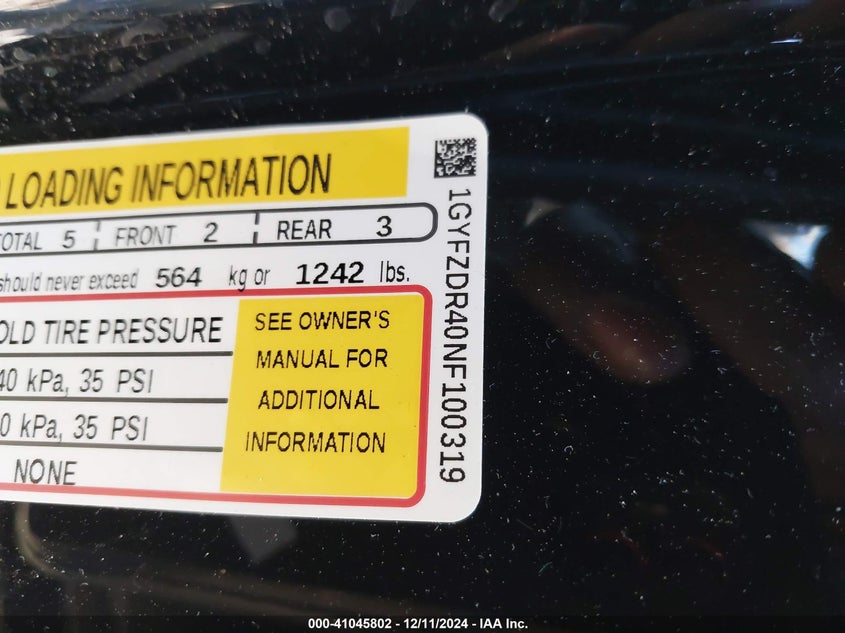 LOADING INFORMATION
TOTAL 5 FRONT 2 REAR 3
should never exceed 564 kg or 1242 lbs.
OLD TIRE PRESSURE
40 kPa, 35 PSI
0 kPa, 35 PSI
NONE
SEE OWNER'S
MANUAL FOR
ADDITIONAL
INFORMATION
1GYFZDR40NF100319
000-41045802 - 12/11/2024 - IAA Inc.